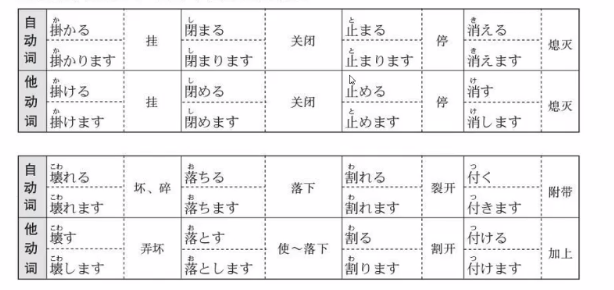 自动词 掛かる 挂 閉まる 关闭 止まる 停 消える 熄灭
掛かります 閉まります 止まります 消えます
他动词 掛ける 挂 閉める 关闭 止める 停 消す 熄灭
掛けます 閉めます 止めます 消します
自动词 壊れる 坏、碎 落ちる 落下 割れる 裂开 付く 附带
壊れます 落ちます 割れます 付きます
他动词 壊す 弄坏 落とす 使～落下 割る 割开 付ける 加上
壊します 落とします 割ります 付けます